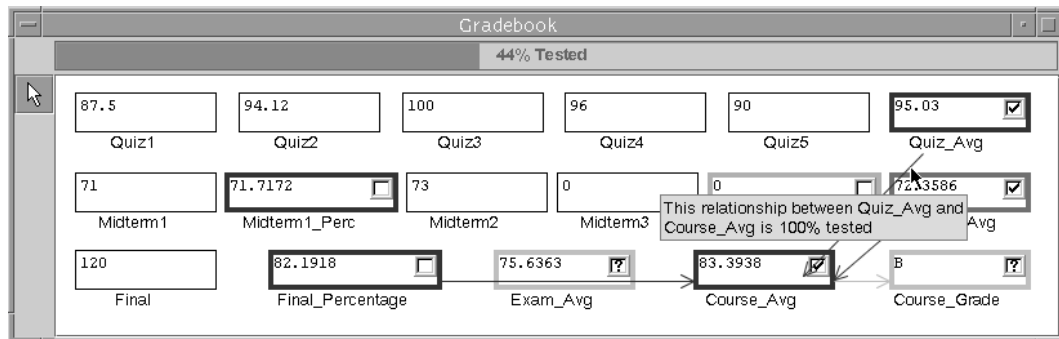 Gradebook
44% Tested
87.5 94.12 100 96 90 95.03
Quiz1 Quiz2 Quiz3 Quiz4 Quiz5 Quiz_Avg
71 71.7172 73 0 0 72.3586
Midterm1 Midterm1_Perc Midterm2 Midterm3 Avg
This relationship between Quiz_Avg and
Course_Avg is 100% tested
120 82.1918 75.6363 ? 83.3938 B ?
Final Final_Percentage Exam_Avg Course_Avg Course_Grade